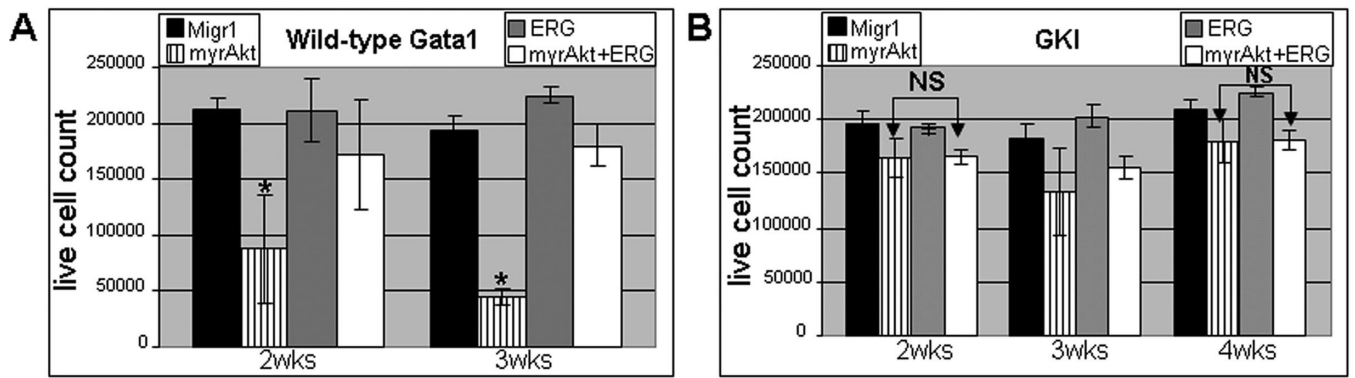 A
Migr1
myrAkt
Wild-type Gata1
ERG
myrAkt+ERG
live cell count
250000
200000
150000
100000
50000
0
*
*
2wks
3wks
B
Migr1
myrAkt
GKI
ERG
myrAkt+ERG
live cell count
250000
200000
150000
100000
50000
0
NS
NS
2wks
3wks
4wks